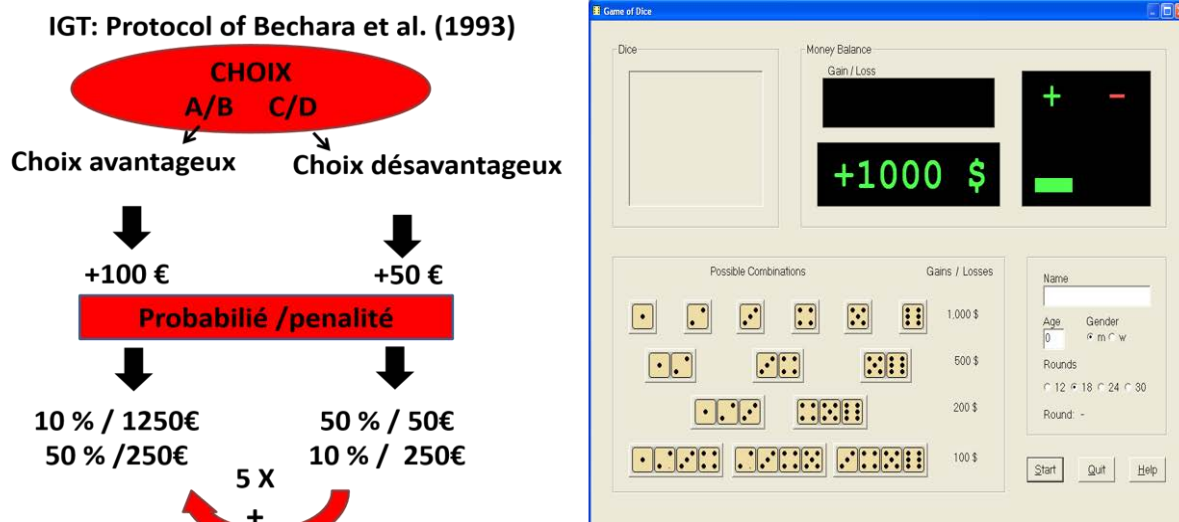 IGT: Protocol of Bechara et al. (1993)
CHOIX
A/B C/D
Choix avantageux
Choix désavantageux
+100 €
+50 €
Probabilié /penalité
10 % / 1250€
50 % / 50€
50 % /250€
10 % / 250€
5 X
+
Game of Dice
Dice
Money Balance
Gain / Loss
+ −
+1000 $
Possible Combinations
Gains / Losses
1,000 $
500 $
200 $
100 $
Name
Age
Gender
0
m w
Rounds
12 18 24 30
Round: -
Start
Quit
Help